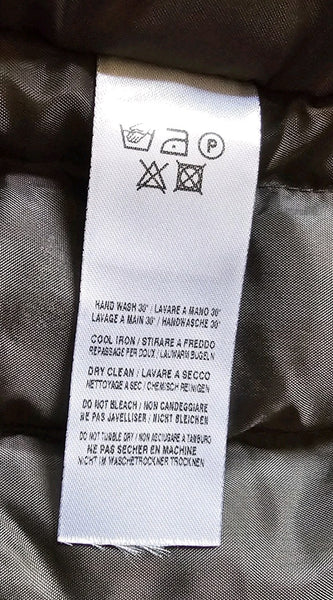 P
HAND WASH 30° / LAVARE A MANO 30°
LAVAGE A MAIN 30° / HANDWASCHE 30°
COOL IRON / STIRARE A FREDDO
REPASSAGE PER DOUX / LAUWARM BUGELN
DRY CLEAN / LAVARE A SECCO
NETTOYAGE A SEC / CHEMISCH REINIGEN
DO NOT BLEACH / NON CANDEGGIARE
NE PAS JAVELLISER / NICHT BLEICHEN
DO NOT TUMBLE DRY / NON ASCIUGARE A TAMBURO
NE PAS SECHER EN MACHINE
NICHT IM WASCHETROCKNER TROCKNEN